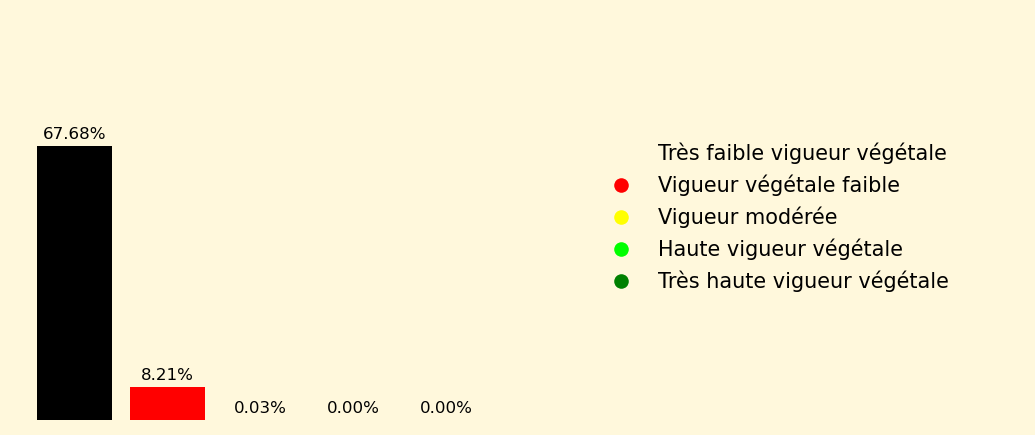 67.68%
8.21%
0.03%
0.00%
0.00%
Très faible vigueur végétale
Vigueur végétale faible
Vigueur modérée
Haute vigueur végétale
Très haute vigueur végétale